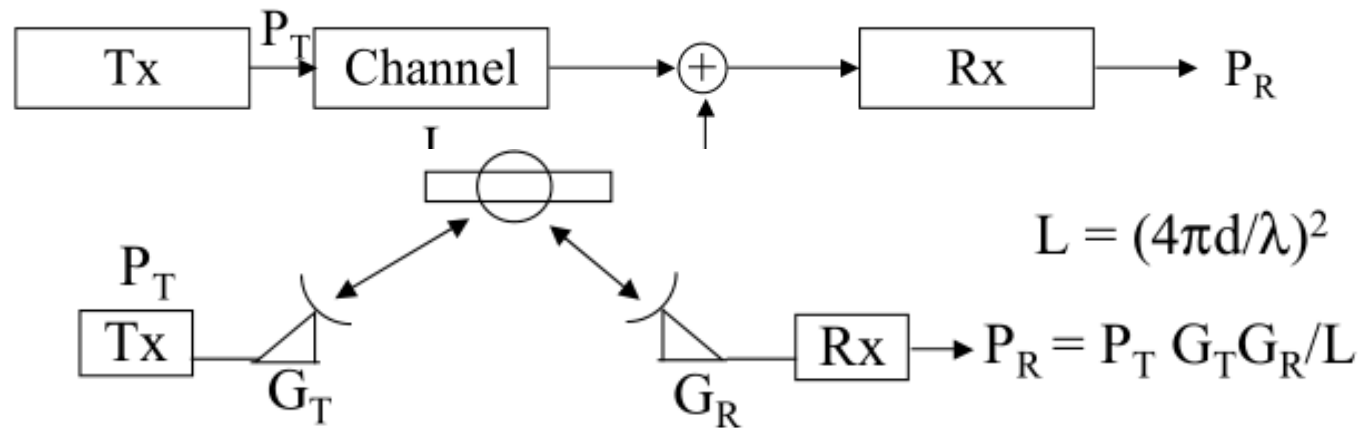 P_T
Tx Channel + Rx P_R
L = (4πd/λ)²
P_T
Tx Rx P_R = P_T G_TG_R/L
G_T G_R